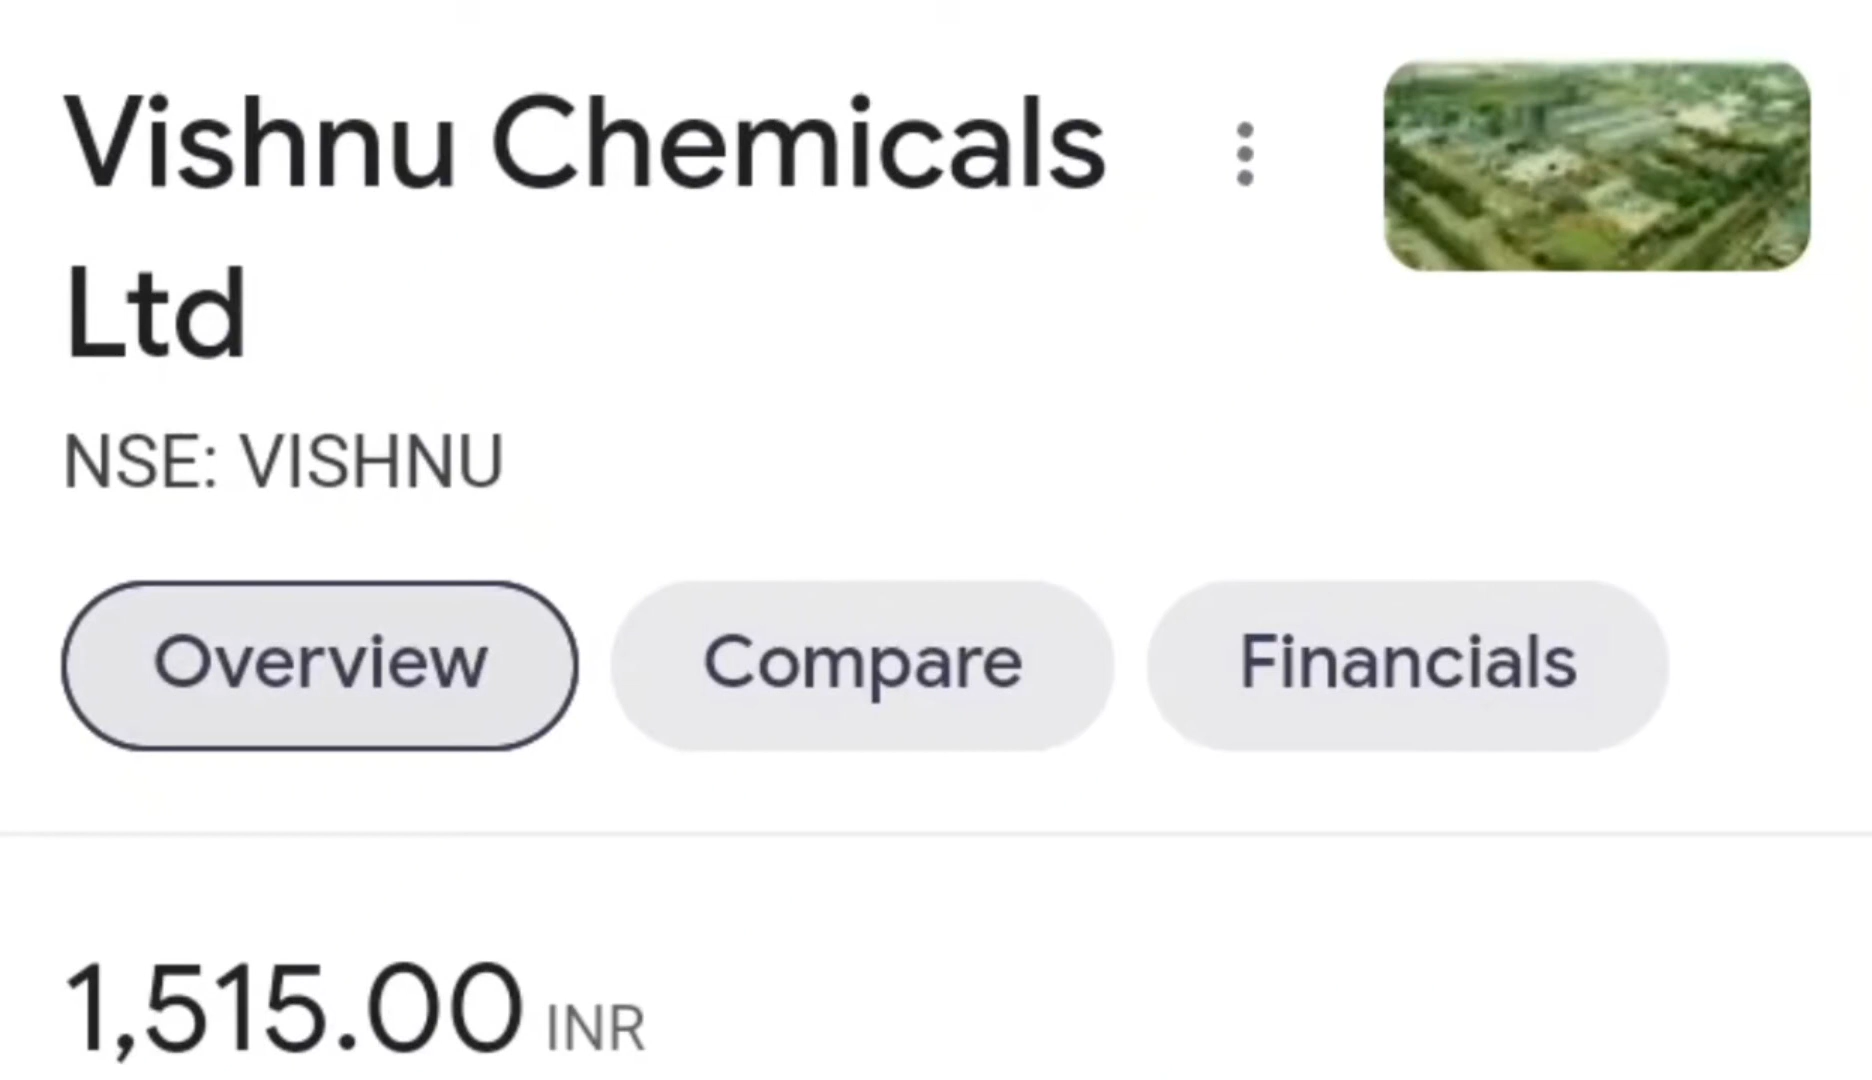 Vishnu Chemicals
Ltd
NSE: VISHNU
Overview Compare Financials
1,515.00 INR